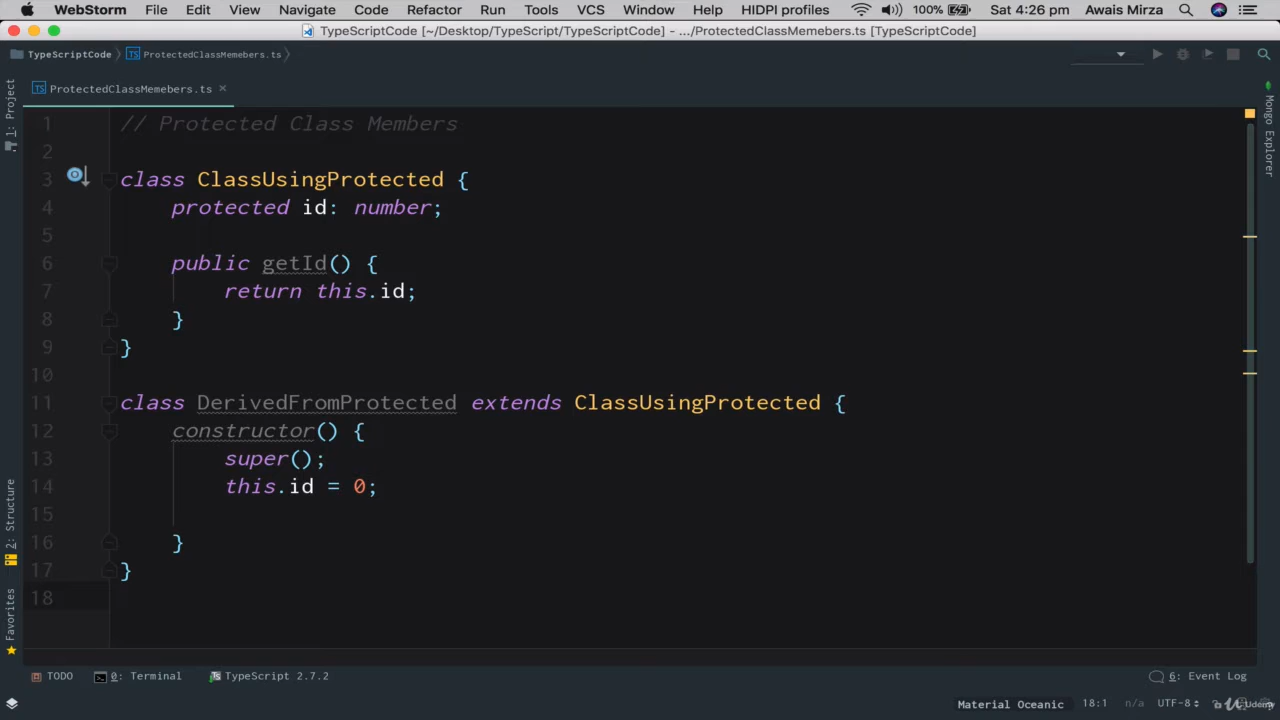 WebStorm File Edit View Navigate Code Refactor Run Tools VCS Window Help HIDPI profiles 100% Sat 4:26 pm Awais Mirza
TypeScriptCode [~/Desktop/TypeScript/TypeScriptCode] - .../ProtectedClassMemebers.ts [TypeScriptCode]
TypeScriptCode ProtectedClassMemebers.ts
ProtectedClassMemebers.ts
1: Project
Mongo Explorer
1 // Protected Class Members
2
3 class ClassUsingProtected {
4 protected id: number;
5
6 public getId() {
7 return this.id;
8 }
9 }
10
11 class DerivedFromProtected extends ClassUsingProtected {
12 constructor() {
13 super();
14 this.id = 0;
15
16 }
17 }
18
2: Structure
Favorites
TODO 0: Terminal TypeScript 2.7.2 6: Event Log
Material Oceanic 18:1 n/a UTF-8 Udemy